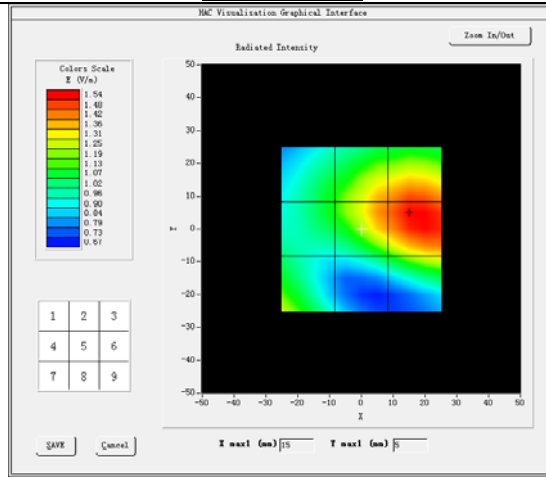 HAC Visualisation Graphical Interface
Zoom In/Out
Radiated Intensity
Colors Scale
E (V/m)
1.54
1.48
1.42
1.36
1.31
1.25
1.19
1.13
1.07
1.02
0.96
0.90
0.84
0.79
0.73
0.67
1 2 3
4 5 6
7 8 9
50
40
30
20
10
0
-10
-20
-30
-40
-50
Y
-50 -40 -30 -20 -10 0 10 20 30 40 50
X
SAVE
Cancel
X max1 (mm) 15
Y max1 (mm) 5